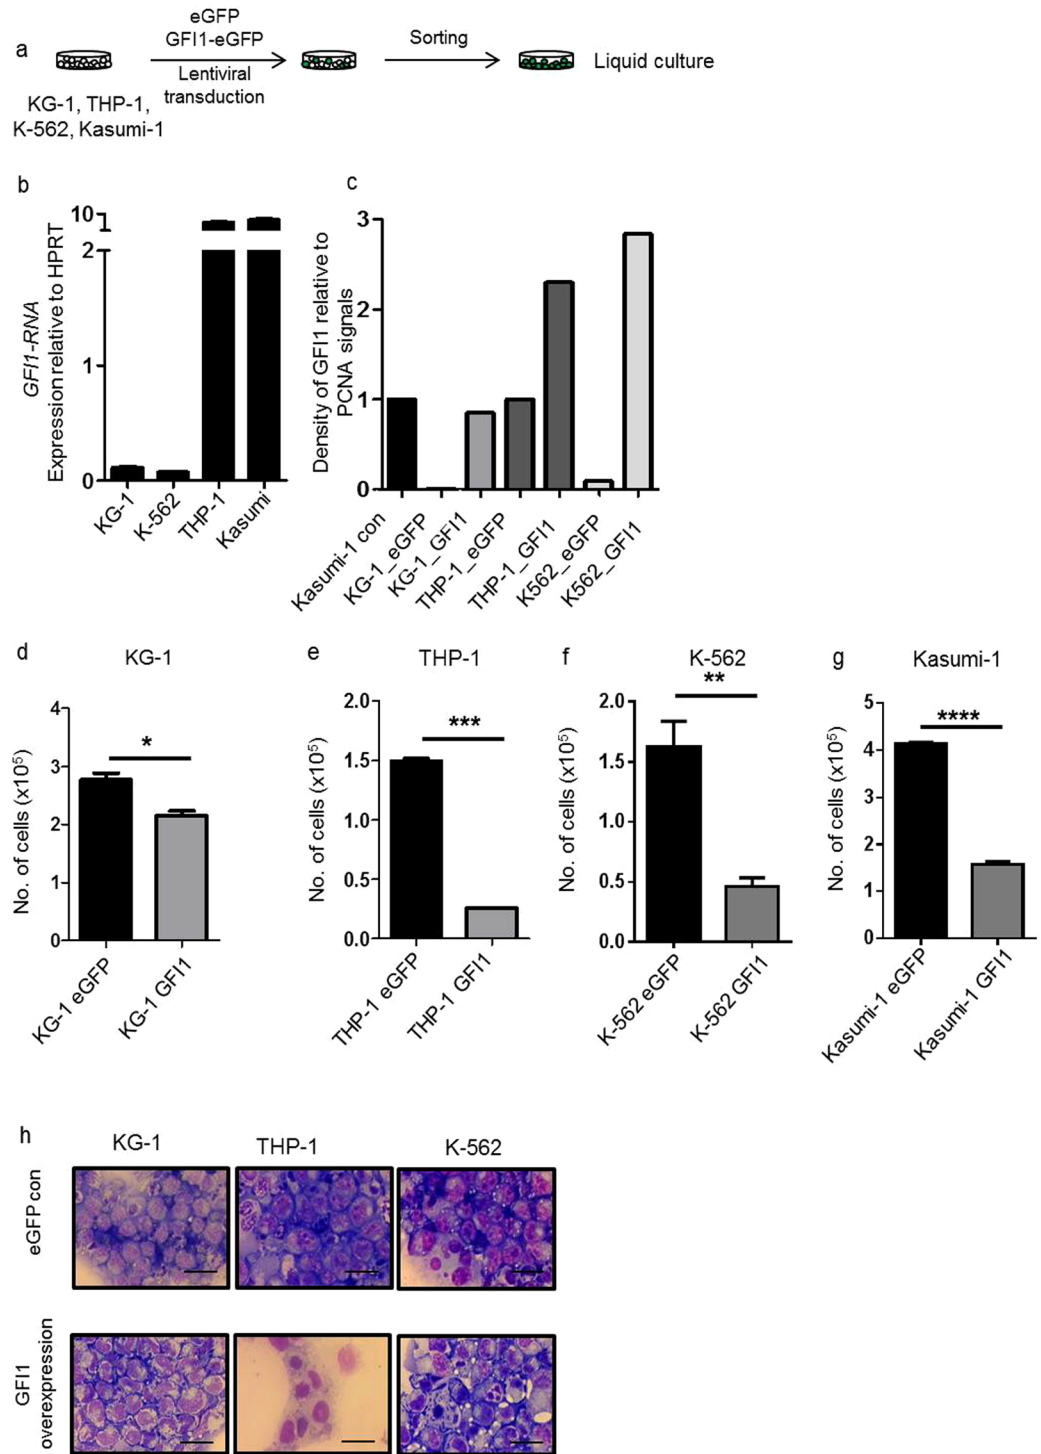 a
eGFP
GFI1-eGFP
Lentiviral
transduction
Sorting
Liquid culture
KG-1, THP-1,
K-562, Kasumi-1
b
GFI1-RNA
Expression relative to HPRT
10
1
2
1
0
KG-1
K-562
THP-1
Kasumi
c
Density of GFI1 relative to
PCNA signals
3
2
1
0
Kasumi-1 con
KG-1_eGFP
KG-1_GFI1
THP-1_eGFP
THP-1_GFI1
K562_eGFP
K562_GFI1
d
KG-1
No. of cells (x10⁵)
4
3
2
1
0
*
KG-1 eGFP
KG-1 GFI1
e
THP-1
No. of cells (x10⁵)
2.0
1.5
1.0
0.5
0.0
***
THP-1 eGFP
THP-1 GFI1
f
K-562
No. of cells (x10⁵)
1.0
1.5
1.0
0.5
0.0
**
K-562 eGFP
K-562 GFI1
g
Kasumi-1
No. of cells (x10⁵)
5
4
3
2
1
0
****
Kasumi-1 eGFP
Kasumi-1 GFI1
h
KG-1
THP-1
K-562
eGFP con
GFI1
overexpression